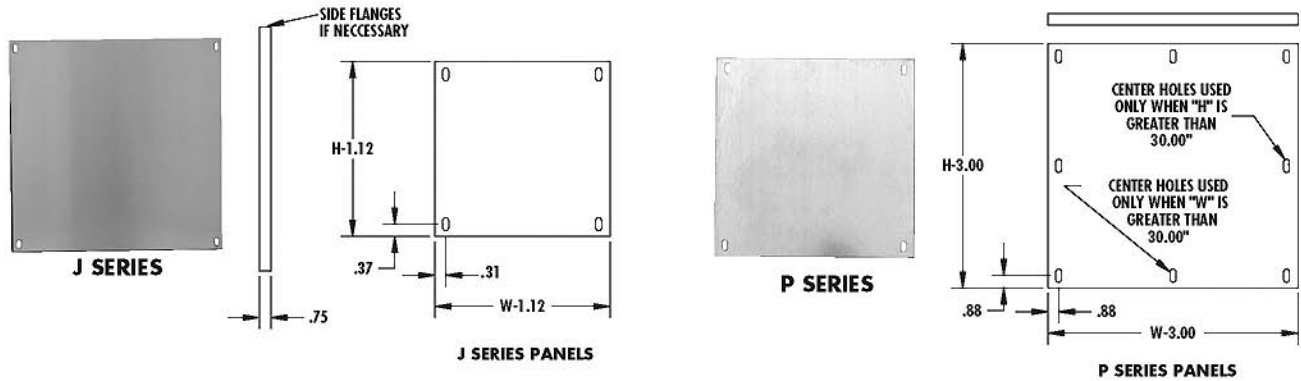 SIDE FLANGES
IF NECCESSARY
H-1.12
.37
.31
W-1.12
.75
J SERIES
J SERIES PANELS
CENTER HOLES USED
ONLY WHEN "H" IS
GREATER THAN
30.00"
H-3.00
CENTER HOLES USED
ONLY WHEN "W" IS
GREATER THAN
30.00"
.88
.88
W-3.00
P SERIES
P SERIES PANELS